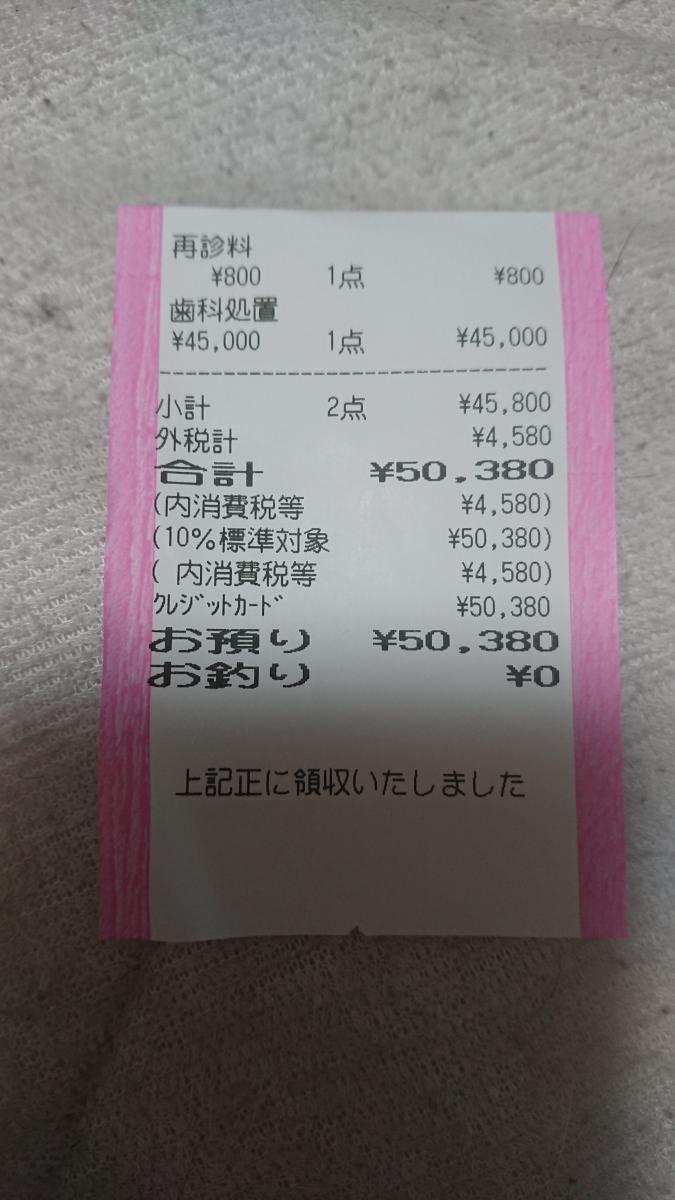 再診料
¥800 1点 ¥800
歯科処置
¥45,000 1点 ¥45,000
小計 2点 ¥45,800
外税計 ¥4,580
合計 ¥50,380
(内消費税等 ¥4,580)
(10%標準対象 ¥50,380)
( 内消費税等 ¥4,580)
ｸﾚｼﾞｯﾄｶｰﾄﾞ ¥50,380
お預り ¥50,380
お釣り ¥0
上記正に領収いたしました